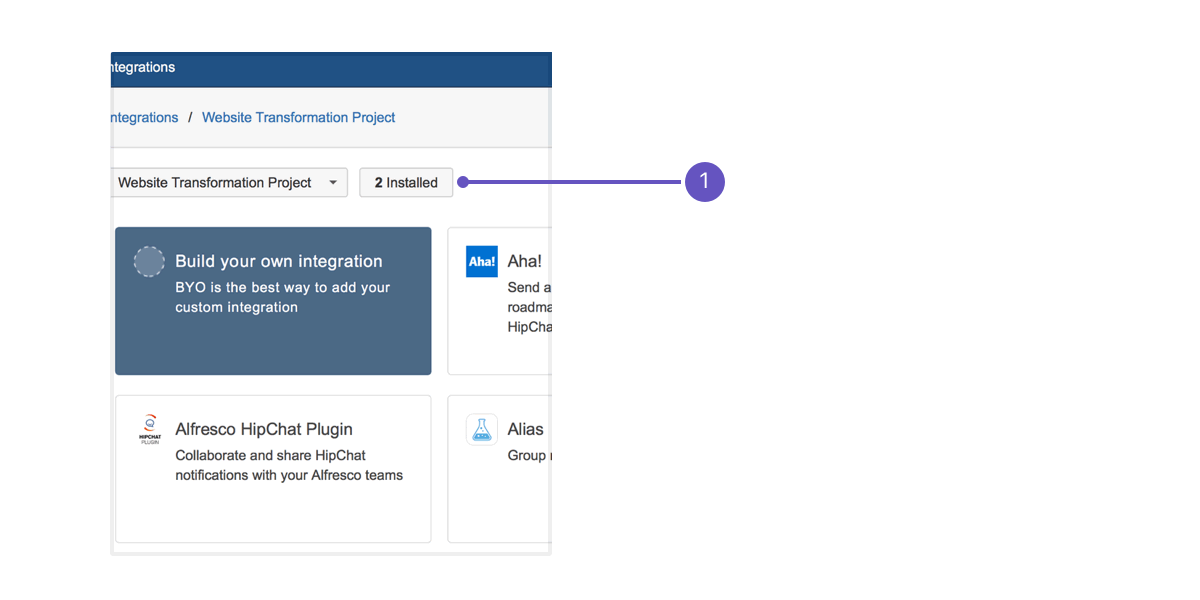 ntegrations
ntegrations / Website Transformation Project
Website Transformation Project
2 Installed
1
Build your own integration
BYO is the best way to add your
custom integration
Aha!
Aha!
Send a
roadma
HipCha
HIPCHAT
PLUGIN
Alfresco HipChat Plugin
Collaborate and share HipChat
notifications with your Alfresco teams
Alias
Group